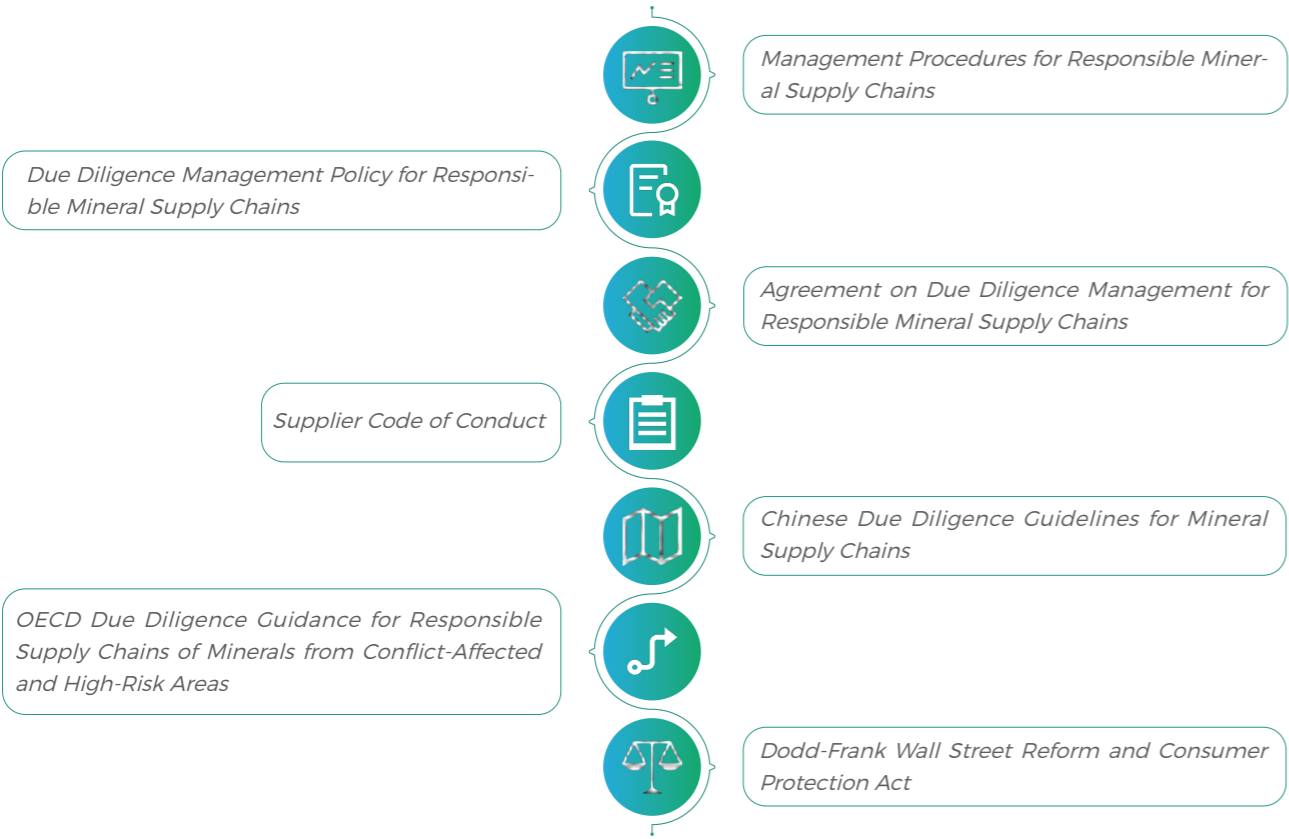 Management Procedures for Responsible Miner-
al Supply Chains
Due Diligence Management Policy for Responsi-
ble Mineral Supply Chains
Agreement on Due Diligence Management for
Responsible Mineral Supply Chains
Supplier Code of Conduct
Chinese Due Diligence Guidelines for Mineral
Supply Chains
OECD Due Diligence Guidance for Responsible
Supply Chains of Minerals from Conflict-Affected
and High-Risk Areas
Dodd-Frank Wall Street Reform and Consumer
Protection Act